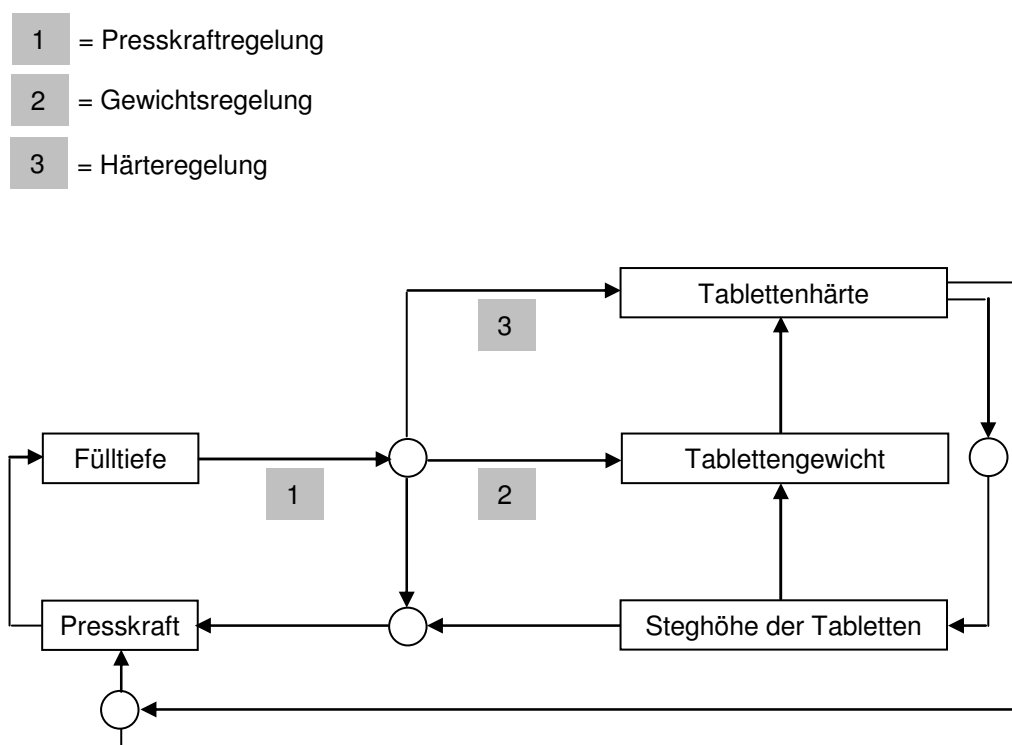 1 = Presskraftregelung
2 = Gewichtsregelung
3 = Härteregelung
Tablettenhärte
3
Fülltiefe
Tablettengewicht
1
2
Presskraft
Steghöhe der Tabletten